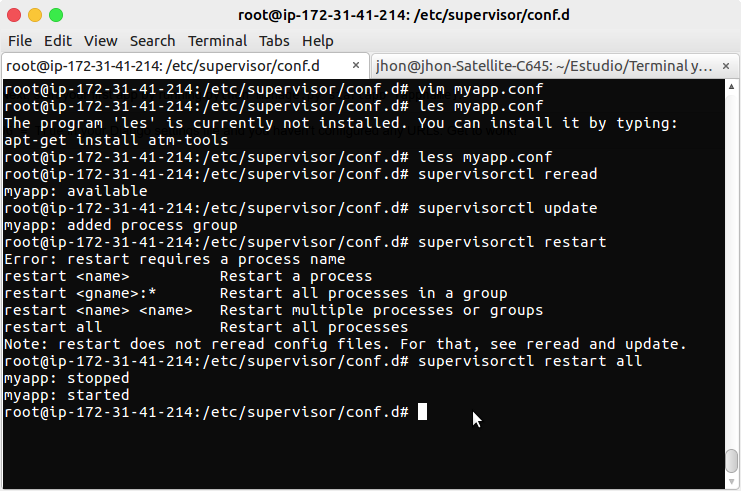 root@ip-172-31-41-214: /etc/supervisor/conf.d
File Edit View Search Terminal Tabs Help
root@ip-172-31-41-214: /etc/supervisor/conf.d × jhon@jhon-Satellite-C645: ~/Estudio/Terminal y… ×
root@ip-172-31-41-214:/etc/supervisor/conf.d# vim myapp.conf
root@ip-172-31-41-214:/etc/supervisor/conf.d# les myapp.conf
The program 'les' is currently not installed. You can install it by typing:
apt-get install atm-tools
root@ip-172-31-41-214:/etc/supervisor/conf.d# less myapp.conf
root@ip-172-31-41-214:/etc/supervisor/conf.d# supervisorctl reread
myapp: available
root@ip-172-31-41-214:/etc/supervisor/conf.d# supervisorctl update
myapp: added process group
root@ip-172-31-41-214:/etc/supervisor/conf.d# supervisorctl restart
Error: restart requires a process name
restart <name> Restart a process
restart <gname>:* Restart all processes in a group
restart <name> <name> Restart multiple processes or groups
restart all Restart all processes
Note: restart does not reread config files. For that, see reread and update.
root@ip-172-31-41-214:/etc/supervisor/conf.d# supervisorctl restart all
myapp: stopped
myapp: started
root@ip-172-31-41-214:/etc/supervisor/conf.d#